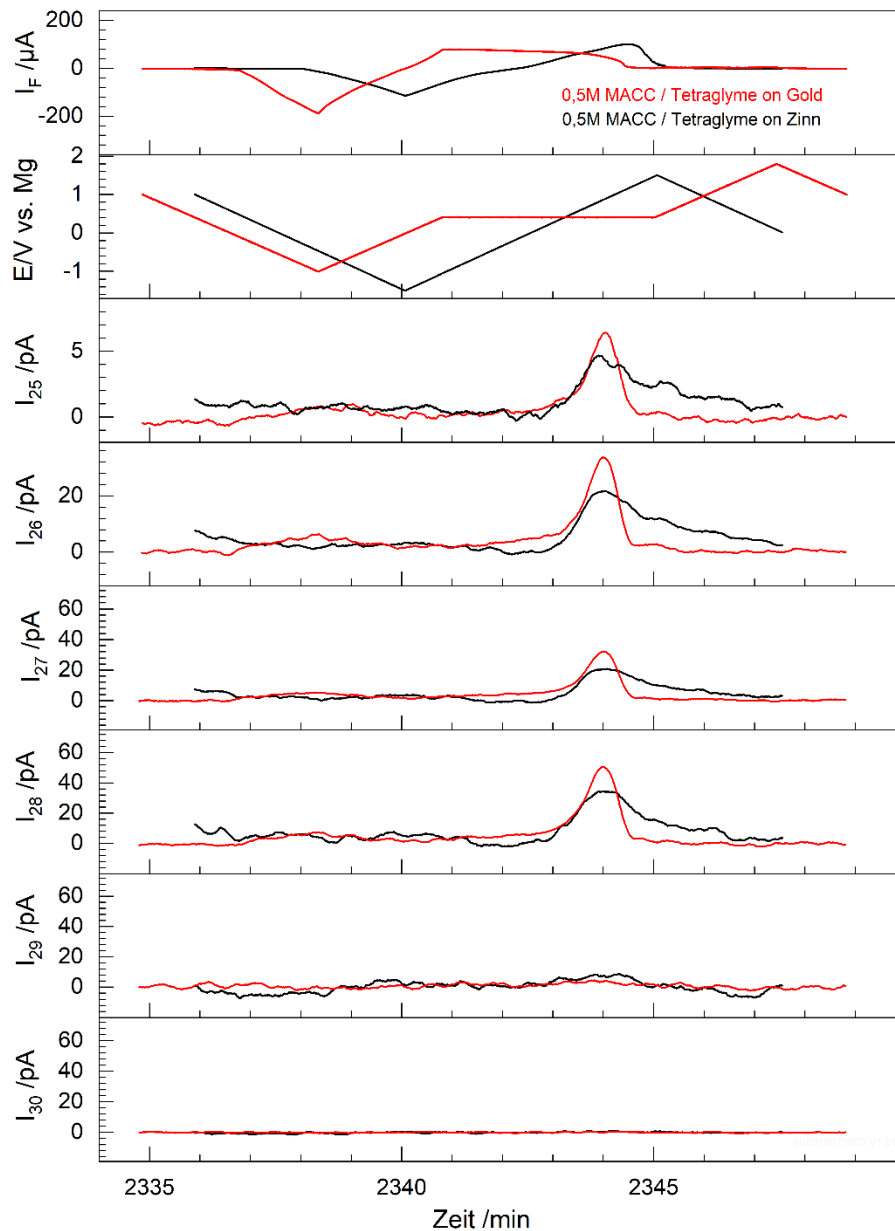 I_F /µA
200
0
-200
0,5M MACC / Tetraglyme on Gold
0,5M MACC / Tetraglyme on Zinn
E/V vs. Mg
2
1
0
-1
I_25 /pA
5
0
I_26 /pA
20
0
I_27 /pA
60
40
20
0
I_28 /pA
60
40
20
0
I_29 /pA
60
40
20
0
I_30 /pA
60
40
20
0
2335
2340
2345
Zeit /min